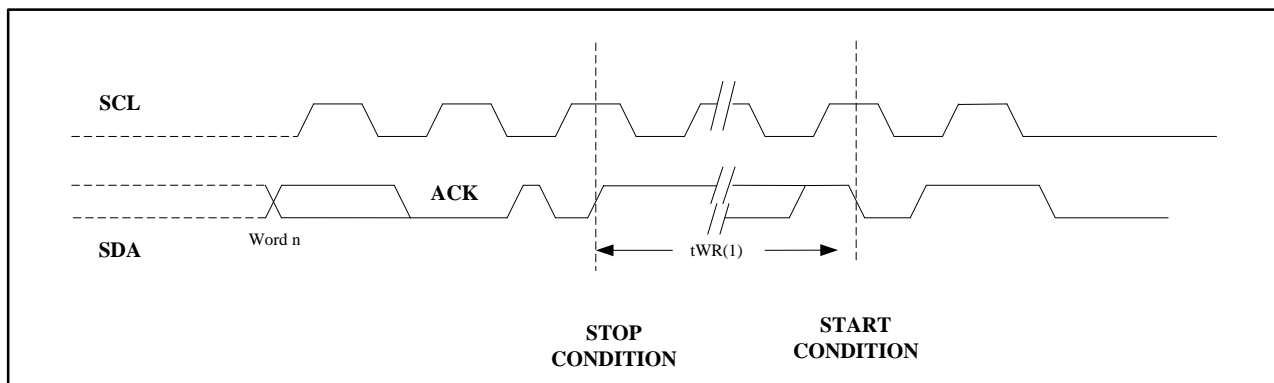 SCL
ACK
SDA
Word n
tWR(1)
STOP
CONDITION
START
CONDITION